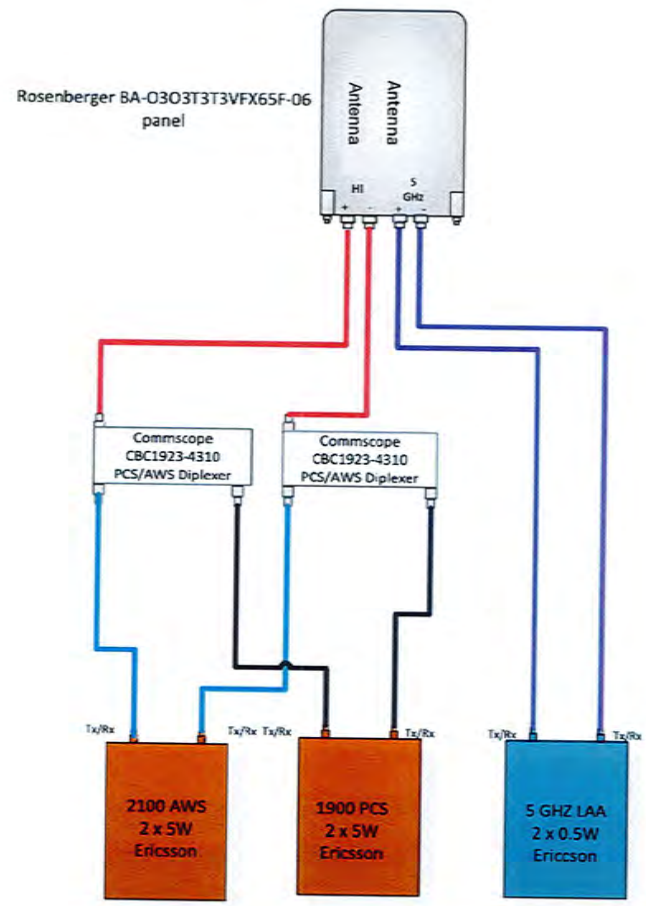 Rosenberger BA-O3O3T3T3VFX65F-06
panel
Antenna
Antenna
HI
5
GHz
+ - + -
Commscope
CBC1923-4310
PCS/AWS Diplexer
Commscope
CBC1923-4310
PCS/AWS Diplexer
Tx/Rx Tx/Rx Tx/Rx Tx/Rx Tx/Rx Tx/Rx
2100 AWS
2 x 5W
Ericsson
1900 PCS
2 x 5W
Ericsson
5 GHZ LAA
2 x 0.5W
Ericcson